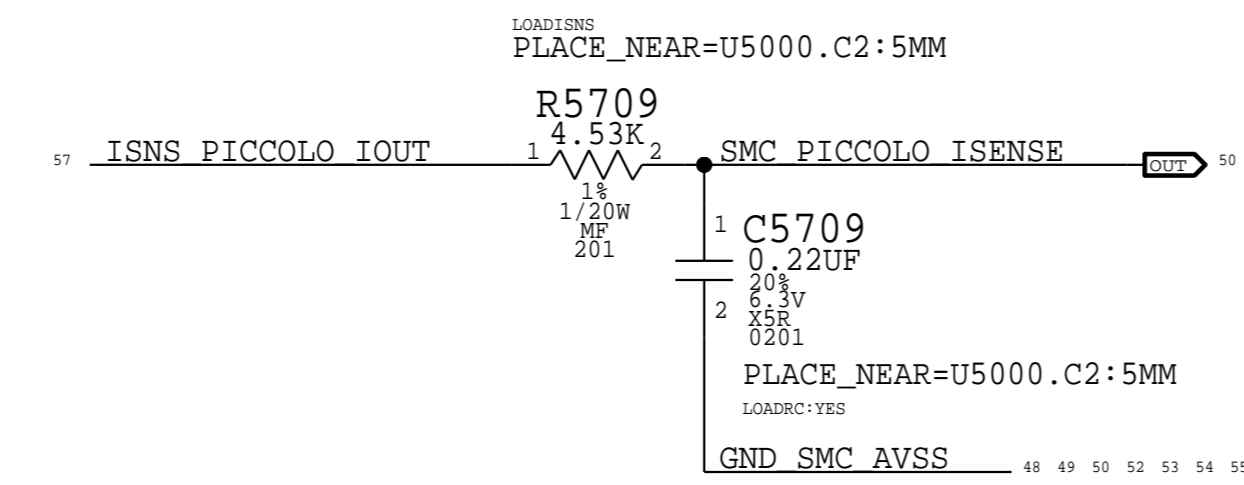 LOADISNS
PLACE_NEAR=U5000.C2:5MM
R5709
4.53K
57 ISNS_PICCOLO_IOUT 1 2 SMC_PICCOLO_ISENSE OUT 50
1%
1/20W
MF
201
1 C5709
0.22UF
20%
6.3V
2 X5R
0201
PLACE_NEAR=U5000.C2:5MM
LOADRC:YES
GND_SMC_AVSS 48 49 50 52 53 54 55